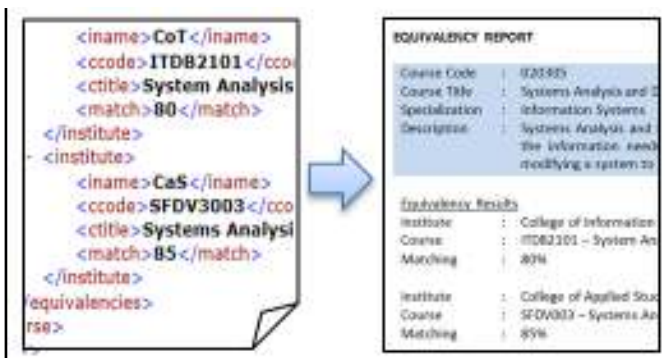 <iname>CoT</iname>
<ccode>ITDB2101</cco
<ctitle>System Analysis
<match>80</match>
</institute>
- <institute>
<iname>CaS</iname>
<ccode>SFDV3003</cco
<ctitle>Systems Analysi
<match>85</match>
</institute>
/equivalencies>
rse>
EQUIVALENCY REPORT
Course Code : 020305
Course Title : Systems Analysis and D
Specialization : Information Systems
Description : Systems Analysis and
the information need
modifying a system to
Equivalency Results
Institute : College of Information
Course : ITDB2101 – System An
Matching : 80%
Institute : College of Applied Stud
Course : SFDV003 – Systems An
Matching : 85%